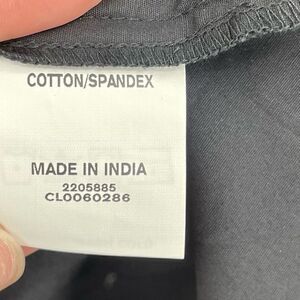 COTTON/SPANDEX
MADE IN INDIA
2205885
CL0060286